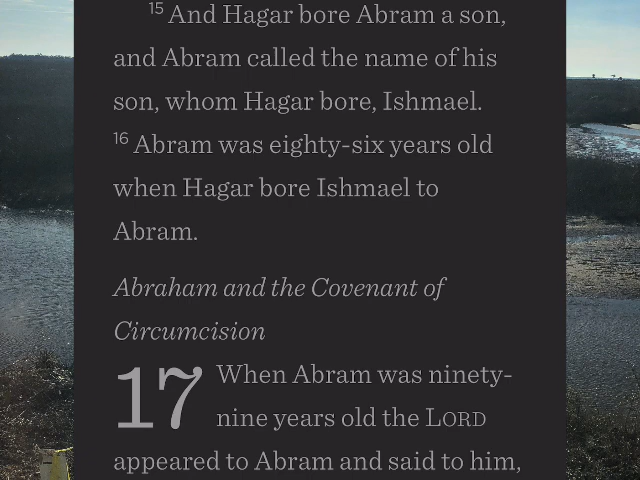 15 And Hagar bore Abram a son,
and Abram called the name of his
son, whom Hagar bore, Ishmael.
16 Abram was eighty-six years old
when Hagar bore Ishmael to
Abram.
Abraham and the Covenant of
Circumcision
17 When Abram was ninety-
nine years old the LORD
appeared to Abram and said to him,